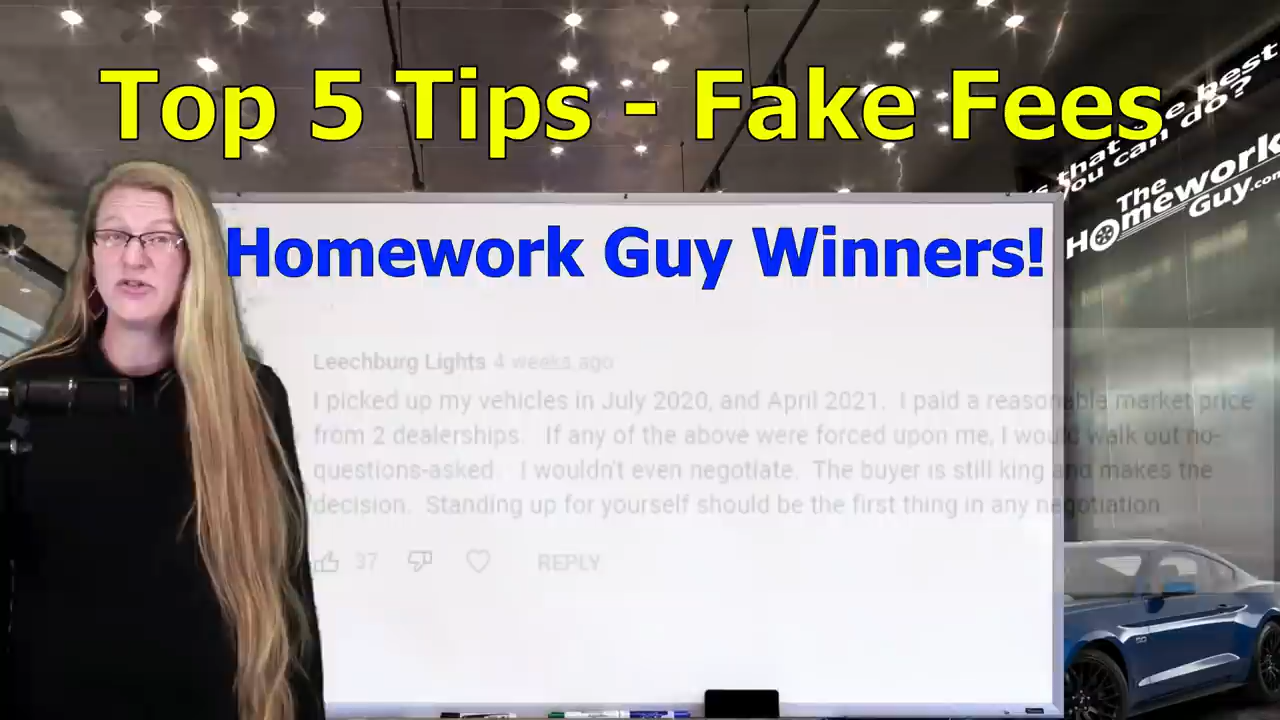 Top 5 Tips - Fake Fees
that the best
you can do?
The
Homework
Guy.com
Homework Guy Winners!
Leechburg Lights 4 weeks ago
I picked up my vehicles in July 2020, and April 2021. I paid a reasonable market price
from 2 dealerships. If any of the above were forced upon me, I would walk out no-
questions-asked. I wouldn't even negotiate. The buyer is still king and makes the
decision. Standing up for yourself should be the first thing in any negotiation
37 REPLY